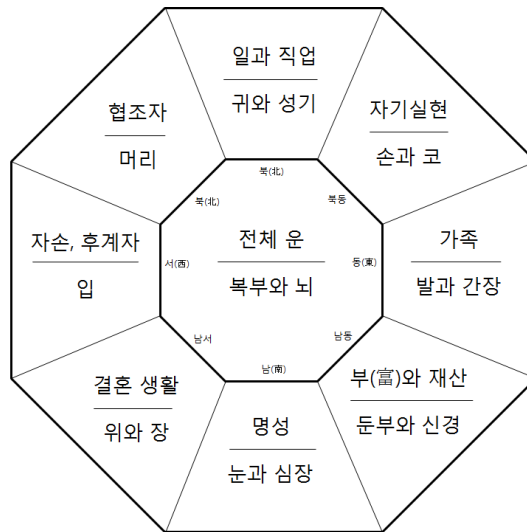 일과 직업
귀와 성기
협조자
머리
자기실현
손과 코
북(北)
북(北)
북동
자손, 후계자
입
서(西)
전체 운
복부와 뇌
동(東)
가족
발과 간장
남서
남동
남(南)
결혼 생활
위와 장
명성
눈과 심장
부(富)와 재산
둔부와 신경